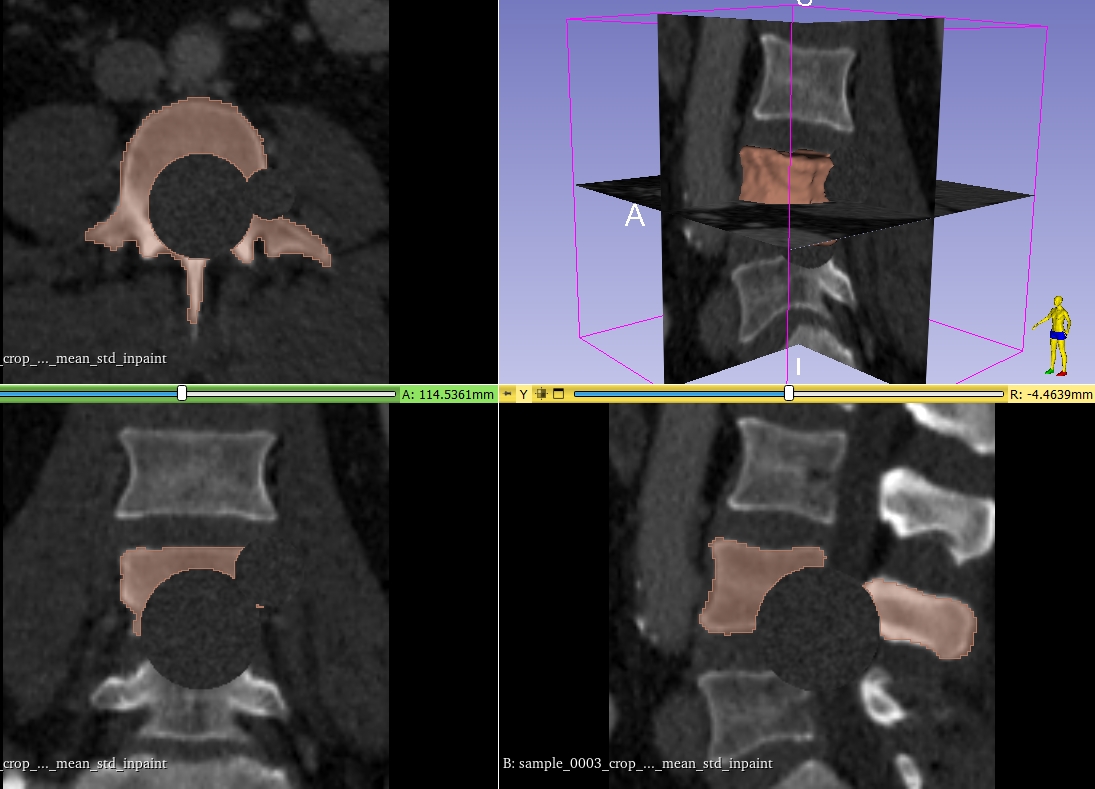 A
I
crop_..._mean_std_inpaint
A: 114.5361mm
Y
R: -4.4639mm
crop_..._mean_std_inpaint
B: sample_0003_crop_..._mean_std_inpaint